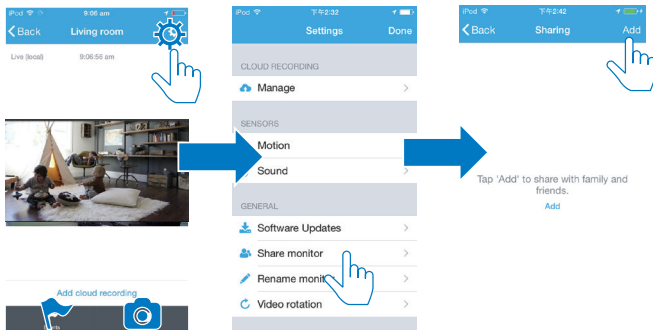 iPod 9:06 am
Back Living room
Live (local) 9:06:56 am
Add cloud recording
iPod 下午2:32
Settings Done
CLOUD RECORDING
Manage
SENSORS
Motion
Sound
GENERAL
Software Updates
Share monitor
Rename monitor
Video rotation
iPod 下午2:42
Back Sharing Add
Tap 'Add' to share with family and
friends.
Add